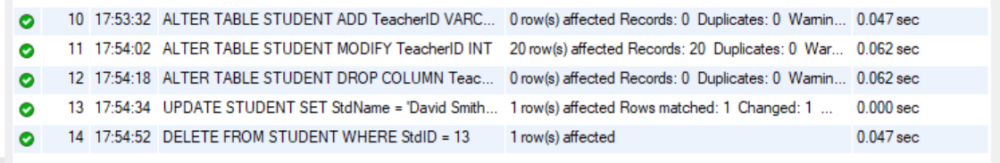 10 17:53:32 ALTER TABLE STUDENT ADD TeacherID VARC... 0 row(s) affected Records: 0 Duplicates: 0 Warnin... 0.047 sec
11 17:54:02 ALTER TABLE STUDENT MODIFY TeacherID INT 20 row(s) affected Records: 20 Duplicates: 0 War... 0.062 sec
12 17:54:18 ALTER TABLE STUDENT DROP COLUMN Teac... 0 row(s) affected Records: 0 Duplicates: 0 Warnin... 0.062 sec
13 17:54:34 UPDATE STUDENT SET StdName = 'David Smith... 1 row(s) affected Rows matched: 1 Changed: 1 ... 0.000 sec
14 17:54:52 DELETE FROM STUDENT WHERE StdID = 13 1 row(s) affected 0.047 sec